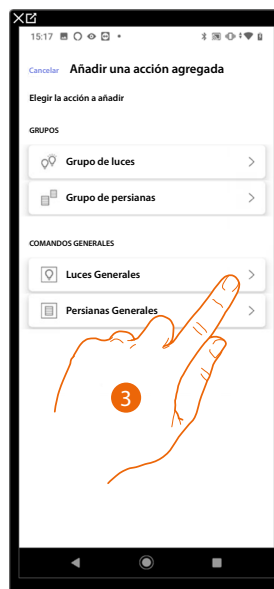 15:17
Cancelar Añadir una acción agregada
Elegir la acción a añadir
GRUPOS
Grupo de luces
Grupo de persianas
COMANDOS GENERALES
Luces Generales
Persianas Generales
3